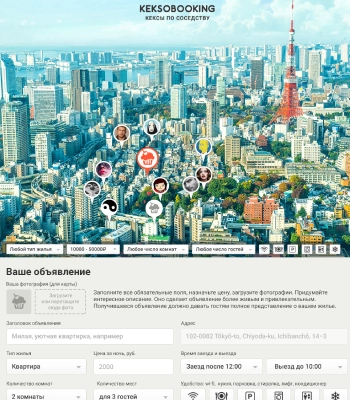 KEKSOBOOKING
КЕКСЫ ПО СОСЕДСТВУ
Любой тип жилья
10000 - 50000₽
Любое число комнат
Любое число гостей
Ваше объявление
Ваша фотография (для карты)
Загрузите
или перетащите
сюда фото
Заполните все обязательные поля, назначьте цену, загрузите фотографии. Придумайте
интересное описание. Оно сделает объявление более живым и привлекательным.
Получившееся объявление должно давать гостям полное представление о вашем жилье.
Заголовок объявления
Адрес
Милая, уютная квартирка, например
102-0082 Tōkyō-to, Chiyoda-ku, Ichibanchō, 14−3
Тип жилья
Цена за ночь, руб.
Время заезда и выезда
Квартира
2000
Заезд после 12:00
Выезд до 10:00
Количество комнат
Количество мест
Удобства: wi-fi, кухня, парковка, стиралка, лифт, кондиционер
2 комнаты
для 3 гостей